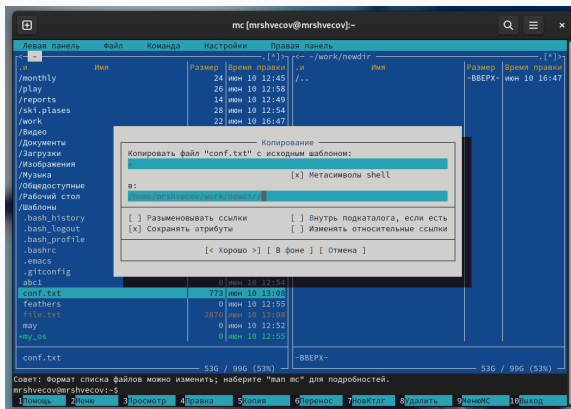 mc [mrshvecov@mrshvecov]:~
Левая панель Файл Команда Настройки Правая панель
<─ ~ .[^]> <─ ~/work/newdir .[^]>
.и Имя Размер Время правки .и Имя Размер Время правки
/monthly 24 июн 10 12:45 /.. -ВВЕРХ- июн 10 16:47
/play 26 июн 10 12:58
/reports 14 июн 10 12:49
/ski.plases 28 июн 10 12:54
/work 22 июн 10 16:47
/Видео
/Документы
/Загрузки
/Изображения
/Музыка
/Общедоступные
/Рабочий стол
/Шаблоны
.bash_history
.bash_logout
.bash_profile
.bashrc
.emacs
.gitconfig
Копирование
Копировать файл "conf.txt" с исходным шаблоном:
*
[x] Метасимволы shell
в:
/home/mrshvecov/work/newdir/
[ ] Разыменовывать ссылки [ ] Внутрь подкаталога, если есть
[x] Сохранять атрибуты [ ] Изменять относительные ссылки
[< Хорошо >] [ В фоне ] [ Отмена ]
abc1 0 июн 10 12:54
conf.txt 773 июн 10 13:08
feathers 0 июн 10 12:55
file.txt 2870 июн 10 13:08
may 0 июн 10 12:52
*my_os 0 июн 10 12:55
conf.txt -ВВЕРХ-
53G / 99G (53%) 53G / 99G (53%)
Совет: Формат списка файлов можно изменить; наберите "man mc" для подробностей.
mrshvecov@mrshvecov:~$
1Помощь 2Меню 3Просмотр 4Правка 5Копия 6Перенос 7НовКтлг 8Удалить 9МенюMC 10Выход